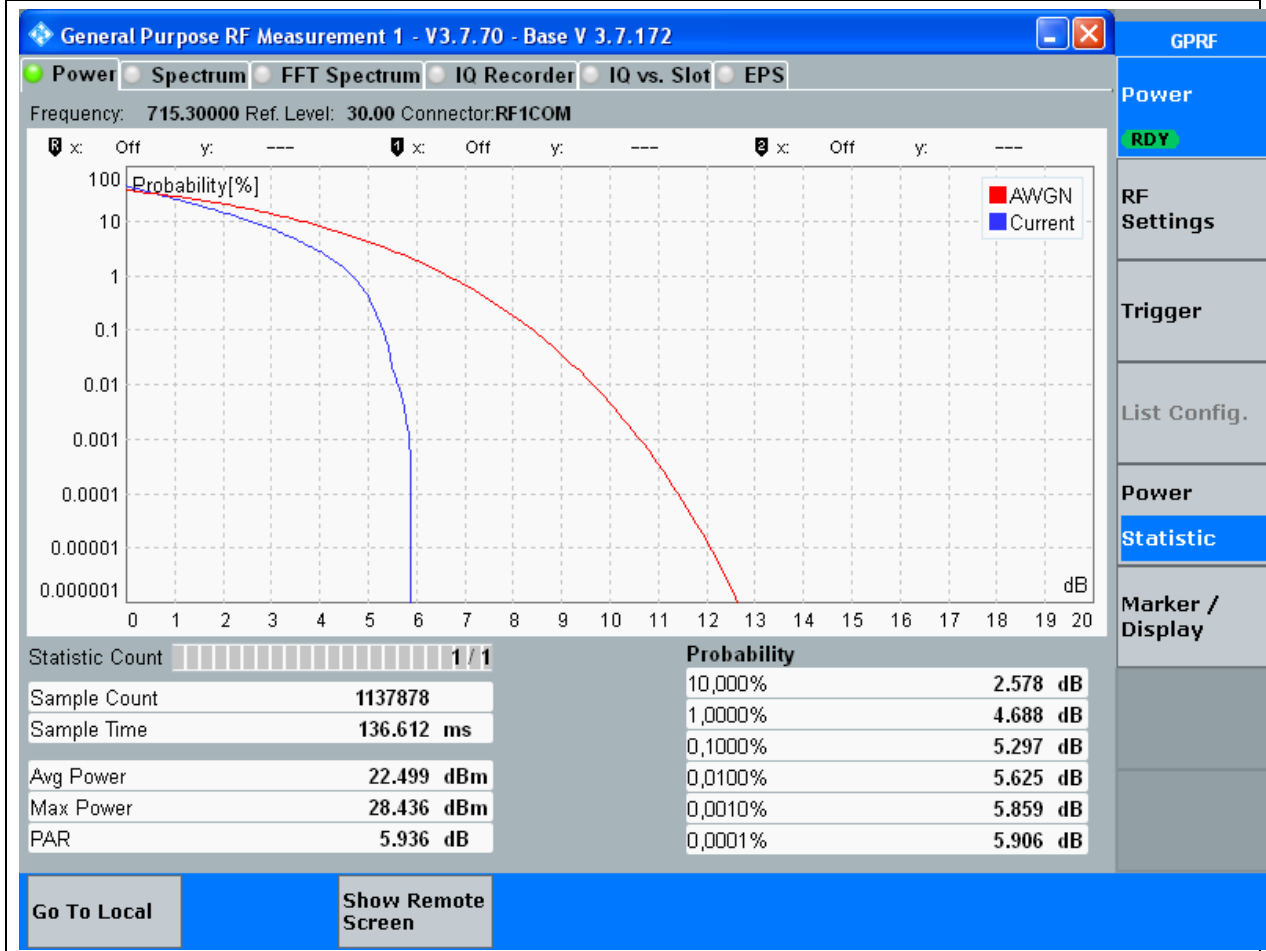 General Purpose RF Measurement 1 - V3.7.70 - Base V 3.7.172
GPRF
Power Spectrum FFT Spectrum IQ Recorder IQ vs. Slot EPS
Frequency: 715.30000 Ref. Level: 30.00 Connector:RF1COM
R x: Off y: --- 1 x: Off y: --- 2 x: Off y: ---
Probability[%]
AWGN
Current
100
10
1
0.1
0.01
0.001
0.0001
0.00001
0.000001
dB
0 1 2 3 4 5 6 7 8 9 10 11 12 13 14 15 16 17 18 19 20
Statistic Count 1 / 1
Sample Count 1137878
Sample Time 136.612 ms
Avg Power 22.499 dBm
Max Power 28.436 dBm
PAR 5.936 dB
Probability
10,000% 2.578 dB
1,0000% 4.688 dB
0,1000% 5.297 dB
0,0100% 5.625 dB
0,0010% 5.859 dB
0,0001% 5.906 dB
Power
RDY
RF
Settings
Trigger
List Config.
Power
Statistic
Marker /
Display
Go To Local
Show Remote
Screen